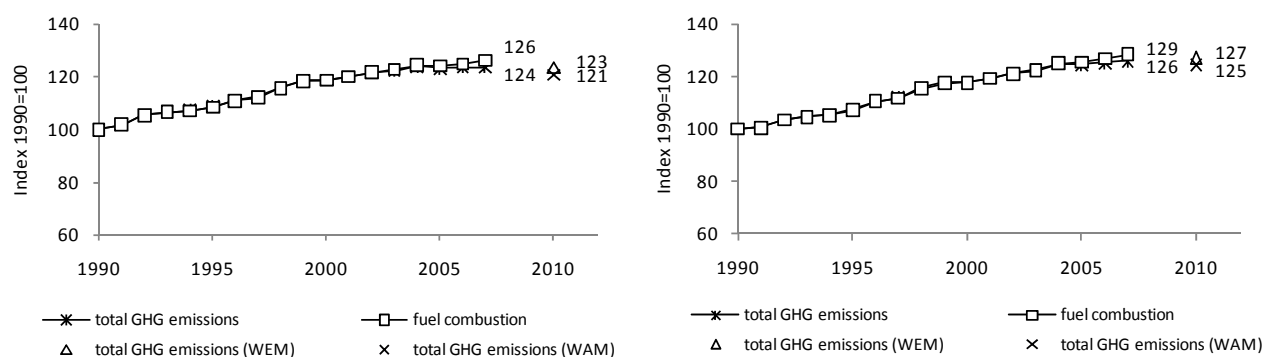 Index 1990=100
140
120
100
80
60
126
124
123
121
1990 1995 2000 2005 2010
total GHG emissions fuel combustion
total GHG emissions (WEM) total GHG emissions (WAM)
Index 1990=100
140
120
100
80
60
129
126
127
125
1990 1995 2000 2005 2010
total GHG emissions fuel combustion
total GHG emissions (WEM) total GHG emissions (WAM)